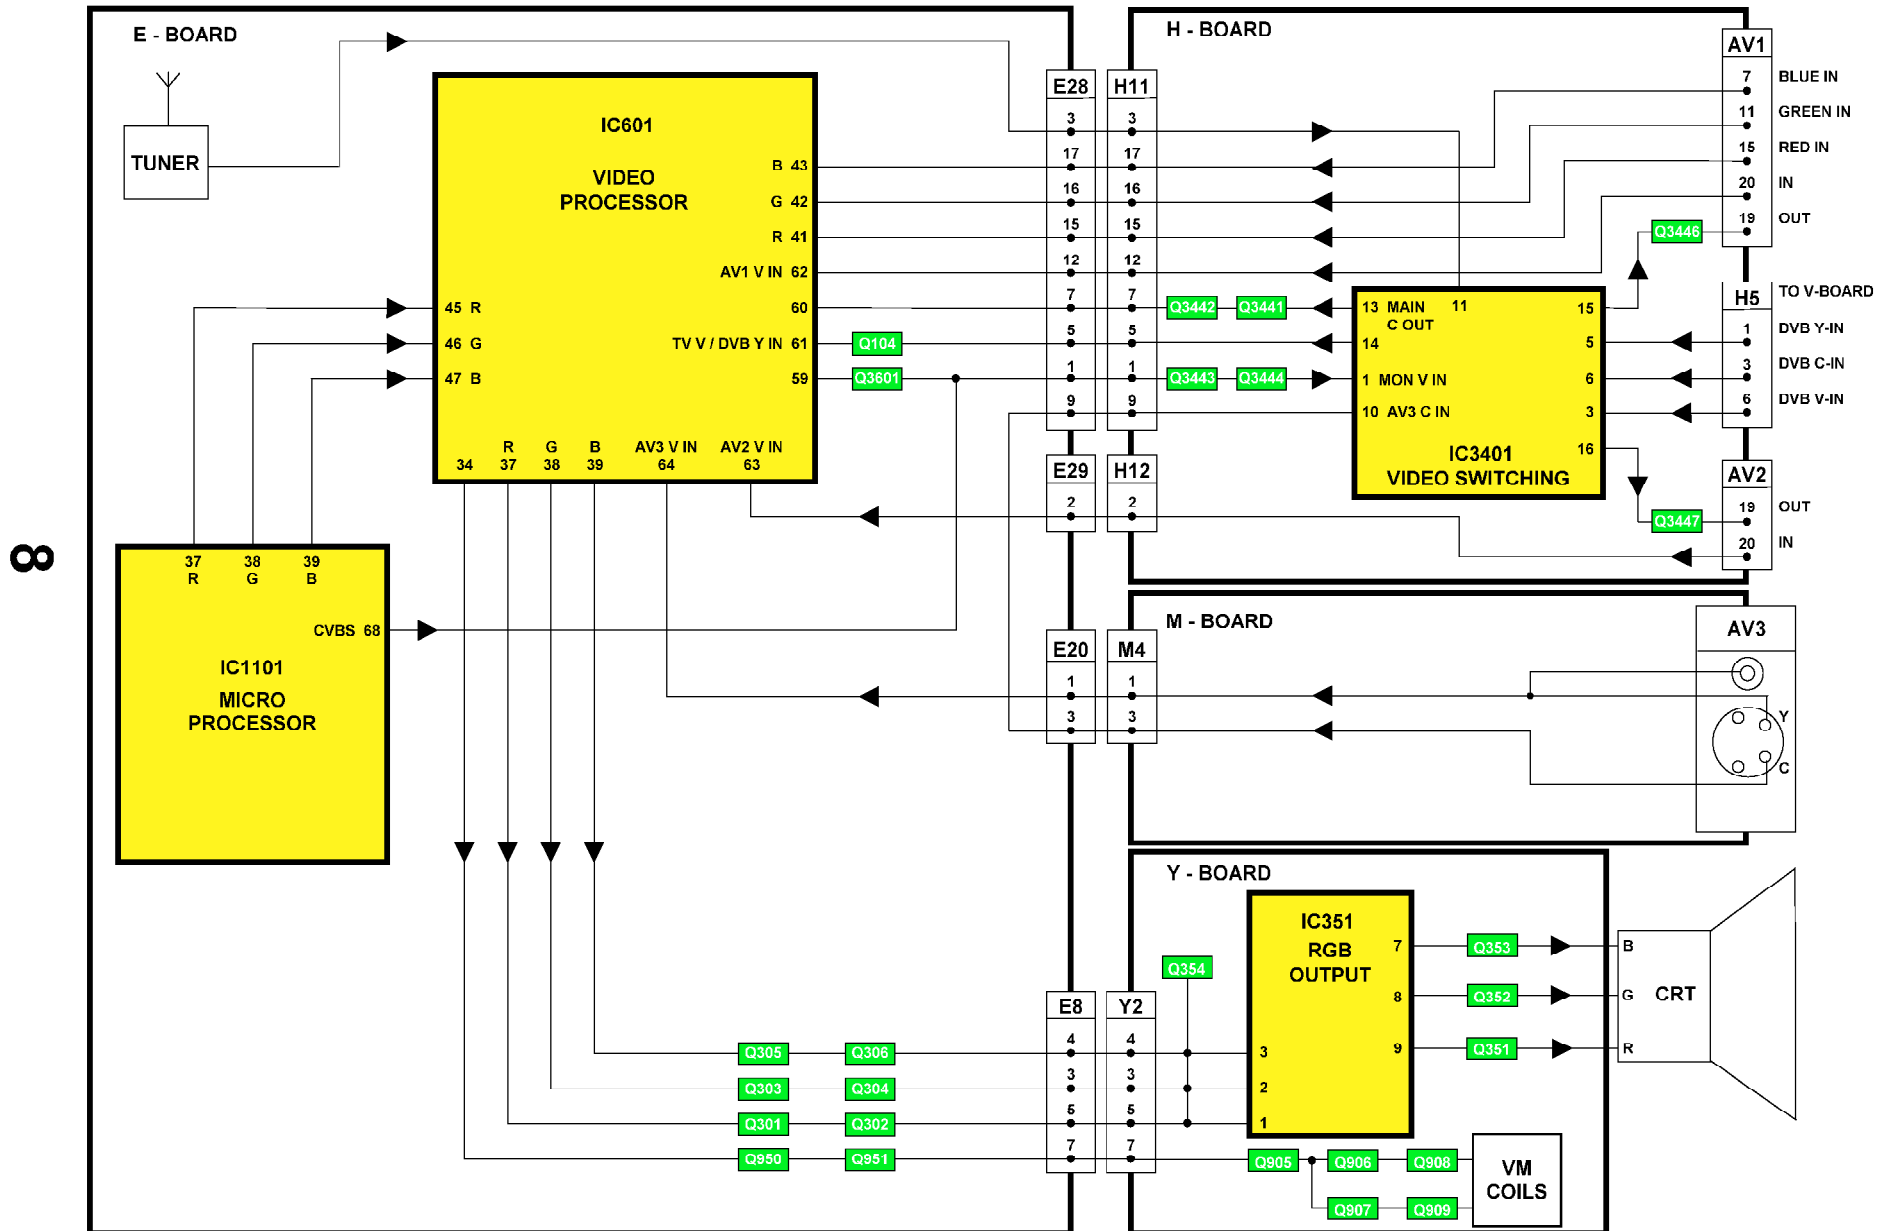 E - BOARD
TUNER
IC601
VIDEO
PROCESSOR
B 43
G 42
R 41
AV1 V IN 62
60
TV V / DVB Y IN 61
59
45 R
46 G
47 B
R G B AV3 V IN AV2 V IN
34 37 38 39 64 63
Q104
Q3601
37 38 39
R G B
CVBS 68
IC1101
MICRO
PROCESSOR
8
E28
3
17
16
15
12
7
5
1
9
E29
2
E20
1
3
E8
4
3
5
7
H - BOARD
H11
3
17
16
15
12
7
5
1
9
H12
2
Q3442 Q3441
Q3443 Q3444
13 MAIN 11
C OUT
14
1 MON V IN
10 AV3 C IN
15
5
6
3
16
IC3401
VIDEO SWITCHING
Q3446
Q3447
AV1
7 BLUE IN
11 GREEN IN
15 RED IN
20 IN
19 OUT
H5 TO V-BOARD
1 DVB Y-IN
3 DVB C-IN
6 DVB V-IN
AV2
19 OUT
20 IN
M - BOARD
M4
1
3
AV3
Y
C
Y - BOARD
Y2
4
3
5
7
Q354
IC351
RGB
OUTPUT
7
8
9
3
2
1
Q353
Q352
Q351
B
G
R
CRT
Q305 Q306
Q303 Q304
Q301 Q302
Q950 Q951
Q905 Q906 Q908
Q907 Q909
VM
COILS